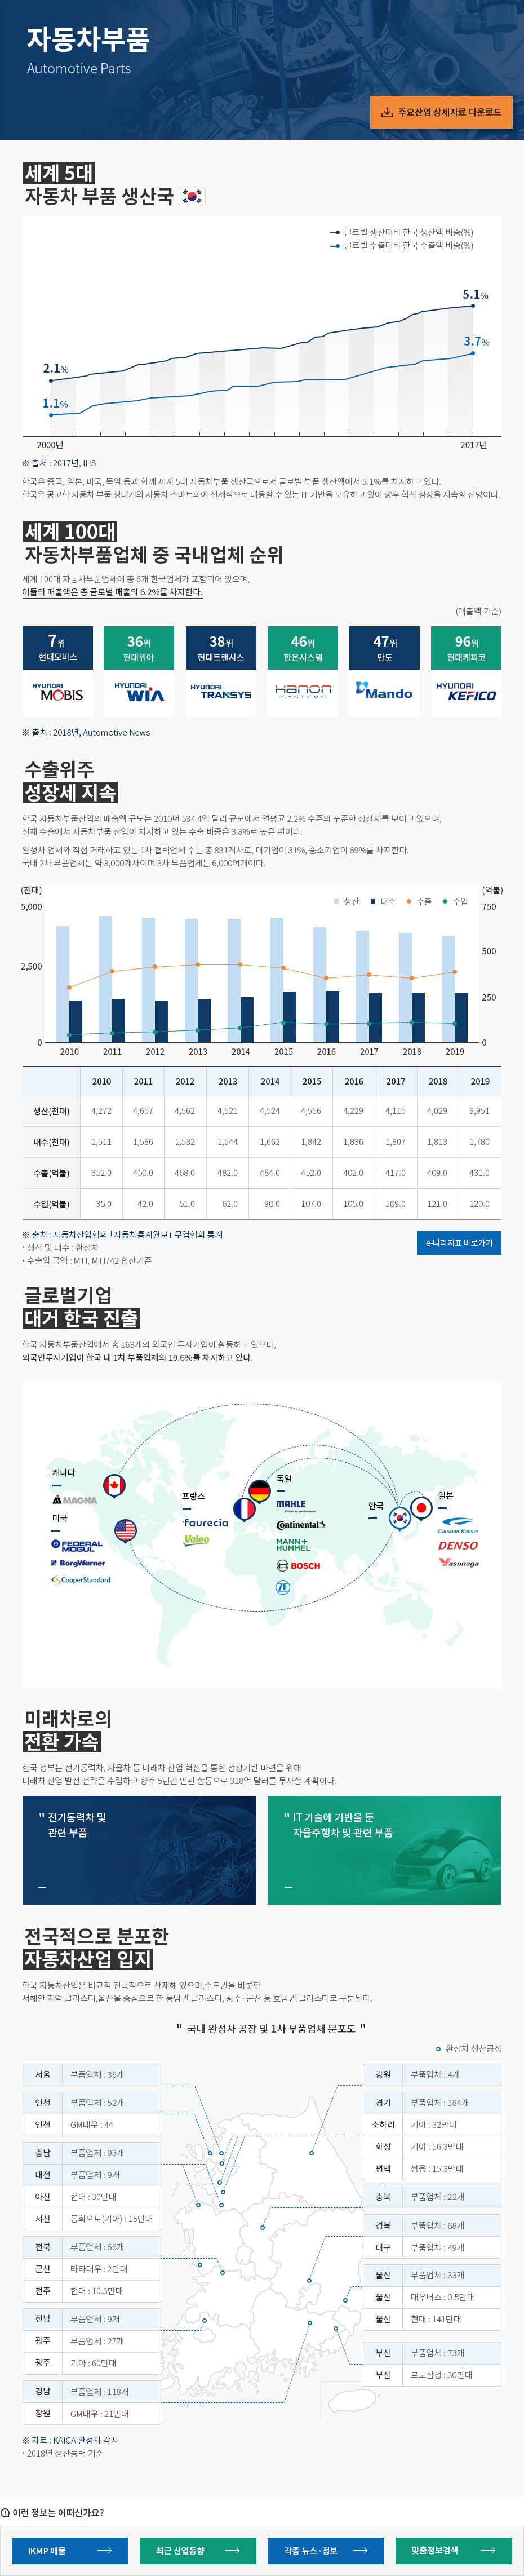 자동차부품
Automotive Parts
주요산업 상세자료 다운로드
세계 5대
자동차 부품 생산국
글로벌 생산대비 한국 생산액 비중(%)
글로벌 수출대비 한국 수출액 비중(%)
5.1%
3.7%
2.1%
1.1%
2000년
2017년
※ 출처 : 2017년, IHS
한국은 중국, 일본, 미국, 독일 등과 함께 세계 5대 자동차부품 생산국으로서 글로벌 부품 생산액에서 5.1%를 차지하고 있다.
한국은 공고한 자동차 부품 생테계와 자동차 스마트화에 선제적으로 대응할 수 있는 IT 기반을 보유하고 있어 향후 혁신 성장을 지속할 전망이다.
세계 100대
자동차부품업체 중 국내업체 순위
세계 100대 자동차부품업체에 총 6개 한국업체가 포함되어 있으며,
이들의 매출액은 총 글로벌 매출의 6.2%를 차지한다.
(매출액 기준)
7위
현대모비스
HYUNDAI
MOBIS
36위
현대위아
HYUNDAI
WIA
38위
현대트랜시스
HYUNDAI
TRANSYS
46위
한온시스템
Hanon
SYSTEMS
47위
만도
Mando
96위
현대케피코
HYUNDAI
KEFICO
※ 출처 : 2018년, Automotive News
수출위주
성장세 지속
한국 자동차부품산업의 매출액 규모는 2010년 534.4억 달러 규모에서 연평균 2.2% 수준의 꾸준한 성장세를 보이고 있으며,
전체 수출에서 자동차부품 산업이 차지하고 있는 수출 비중은 3.8%로 높은 편이다.
완성차 업체와 직접 거래하고 있는 1차 협력업체 수는 총 831개사로, 대기업이 31%, 중소기업이 69%를 차지한다.
국내 2차 부품업체는 약 3,000개사이며 3차 부품업체는 6,000여개이다.
(천대)
(억불)
생산 내수 수출 수입
5,000
2,500
0
750
500
250
0
2010 2011 2012 2013 2014 2015 2016 2017 2018 2019
2010 2011 2012 2013 2014 2015 2016 2017 2018 2019
생산(천대) 4,272 4,657 4,562 4,521 4,524 4,556 4,229 4,115 4,029 3,951
내수(천대) 1,511 1,586 1,532 1,544 1,662 1,842 1,836 1,807 1,813 1,780
수출(억불) 352.0 450.0 468.0 482.0 484.0 452.0 402.0 417.0 409.0 431.0
수입(억불) 35.0 42.0 51.0 62.0 90.0 107.0 105.0 109.0 121.0 120.0
※ 출처 : 자동차산업협회 ｢자동차통계월보｣ 무엽협회 통계
• 생산 및 내수 : 완성차
• 수출입 금액 : MTI, MTI742 합산기준
e-나라지표 바로가기
글로벌기업
대거 한국 진출
한국 자동차부품산업에서 총 163개의 외국인 투자기업이 활동하고 있으며,
외국인투자기업이 한국 내 1차 부품업체의 19.6%를 차지하고 있다.
캐나다
MAGNA
미국
FEDERAL
MOGUL
BorgWarner
CooperStandard
프랑스
faurecia
Valeo
독일
MAHLE
Continental
MANN+
HUMMEL
BOSCH
ZF
한국
일본
Calsonic Kansei
DENSO
Yasunaga
미래차로의
전환 가속
한국 정부는 전기동력차, 자율차 등 미래차 산업 혁신을 통한 성장기반 마련을 위해
미래차 산업 발전 전략을 수립하고 향후 5년간 민관 합동으로 318억 달러를 투자할 계획이다.
" 전기동력차 및
관련 부품
" IT 기술에 기반을 둔
자율주행차 및 관련 부품
전국적으로 분포한
자동차산업 입지
한국 자동차산업은 비교적 전국적으로 산재해 있으며,수도권을 비롯한
서해안 지역 클러스터,울산을 중심으로 한 동남권 클러스터, 광주 · 군산 등 호남권 클러스터로 구분된다.
" 국내 완성차 공장 및 1차 부품업체 분포도 "
완성차 생산공장
서울 부품업체 : 36개
인천 부품업체 : 52개
인천 GM대우 : 44
충남 부품업체 : 93개
대전 부품업체 : 9개
아산 현대 : 30만대
서산 동희오토(기아) : 15만대
전북 부품업체 : 66개
군산 타타대우 : 2만대
전주 현대 : 10.3만대
전남 부품업체 : 9개
광주 부품업체 : 27개
광주 기아 : 60만대
경남 부품업체 : 118개
창원 GM대우 : 21만대
강원 부품업체 : 4개
경기 부품업체 : 184개
소하리 기아 : 32만대
화성 기아 : 56.3만대
평택 쌍용 : 15.3만대
충북 부품업체 : 22개
경북 부품업체 : 68개
대구 부품업체 : 49개
울산 부품업체 : 33개
울산 대우버스 : 0.5만대
울산 현대 : 141만대
부산 부품업체 : 73개
부산 르노삼성 : 30만대
※ 자료 : KAICA 완성차 각사
• 2018년 생산능력 기준
이런 정보는 어떠신가요?
IKMP 매물
최근 산업동향
각종 뉴스 · 정보
맞춤정보검색